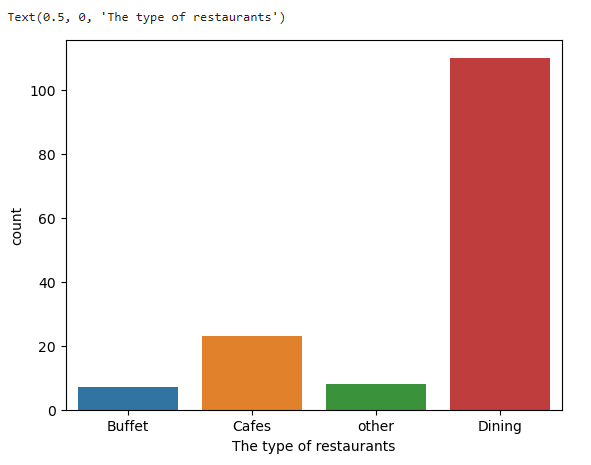 Text(0.5, 0, 'The type of restaurants')
100
80
60
40
20
0
count
Buffet Cafes other Dining
The type of restaurants